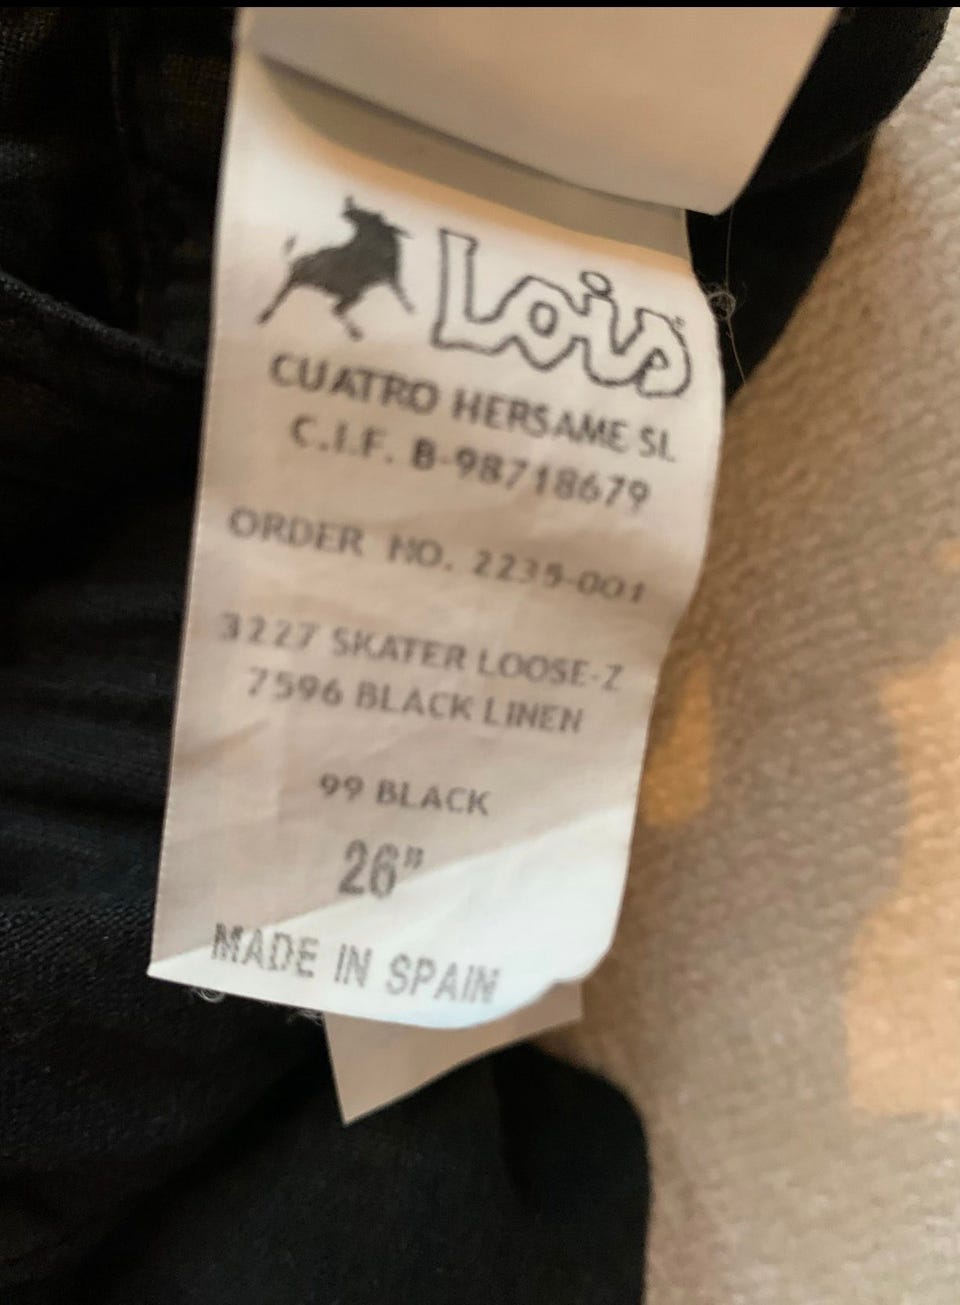 Lois
CUATRO HERSAME SL
C.I.F. B-98718679
ORDER NO. 2235-001
3227 SKATER LOOSE-Z
7596 BLACK LINEN
99 BLACK
26”
MADE IN SPAIN